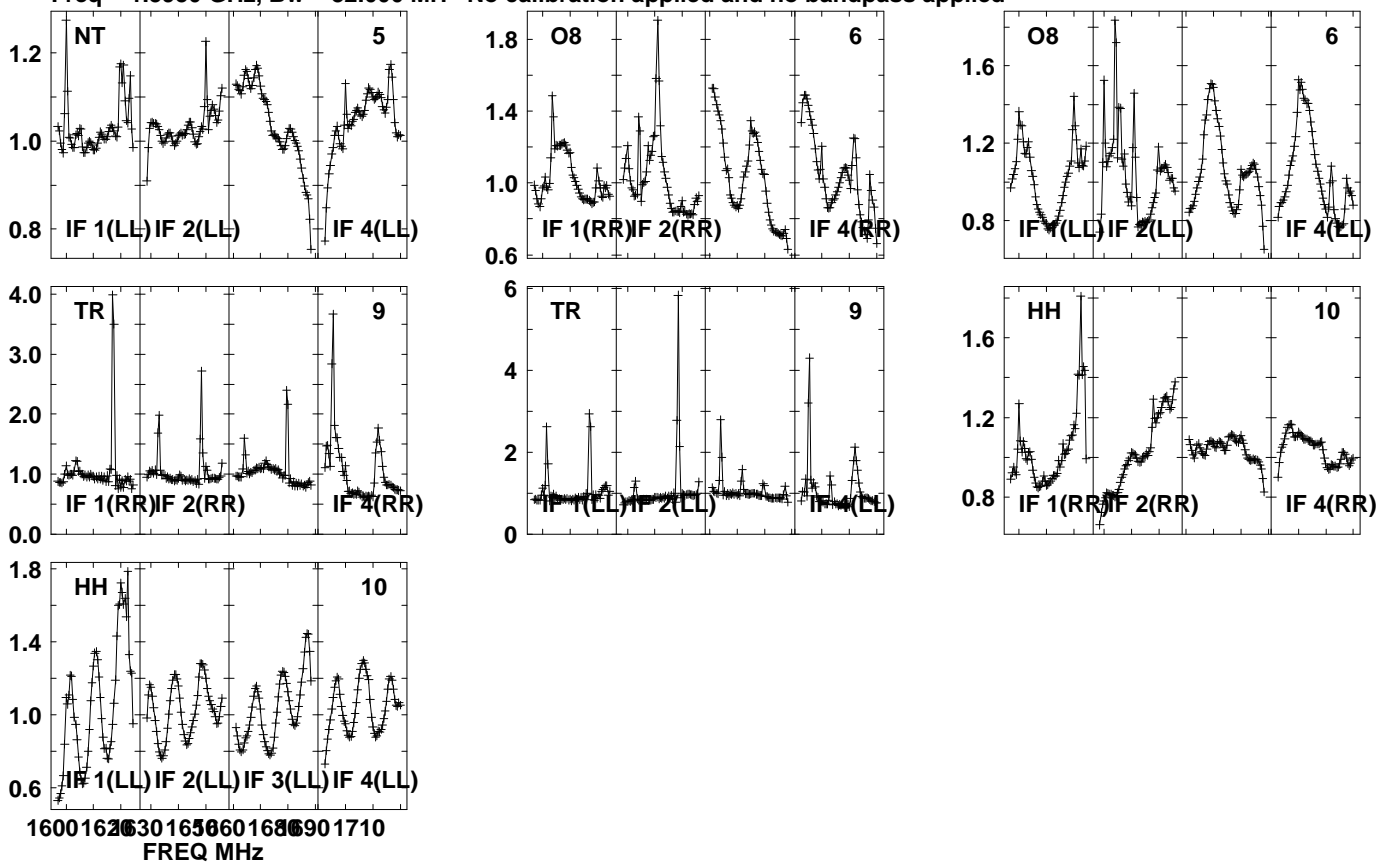 No calibration applied and no bandpass applied
NT 5
1.2
1.0
0.8
IF 1(LL) IF 2(LL) IF 4(LL)
O8 6
1.8
1.4
1.0
0.6
IF 1(RR) IF 2(RR) IF 4(RR)
O8 6
1.6
1.2
0.8
IF 1(LL) IF 2(LL) IF 4(LL)
TR 9
4.0
3.0
2.0
1.0
0.0
IF 1(RR) IF 2(RR) IF 4(RR)
TR 9
6
4
2
0
IF 1(LL) IF 2(LL) IF 4(LL)
HH 10
1.6
1.2
0.8
IF 1(RR) IF 2(RR) IF 4(RR)
HH 10
1.8
1.4
1.0
0.6
IF 1(LL) IF 2(LL) IF 3(LL) IF 4(LL)
1600 1620 1630 1650 1660 1680 1690 1710
FREQ MHz